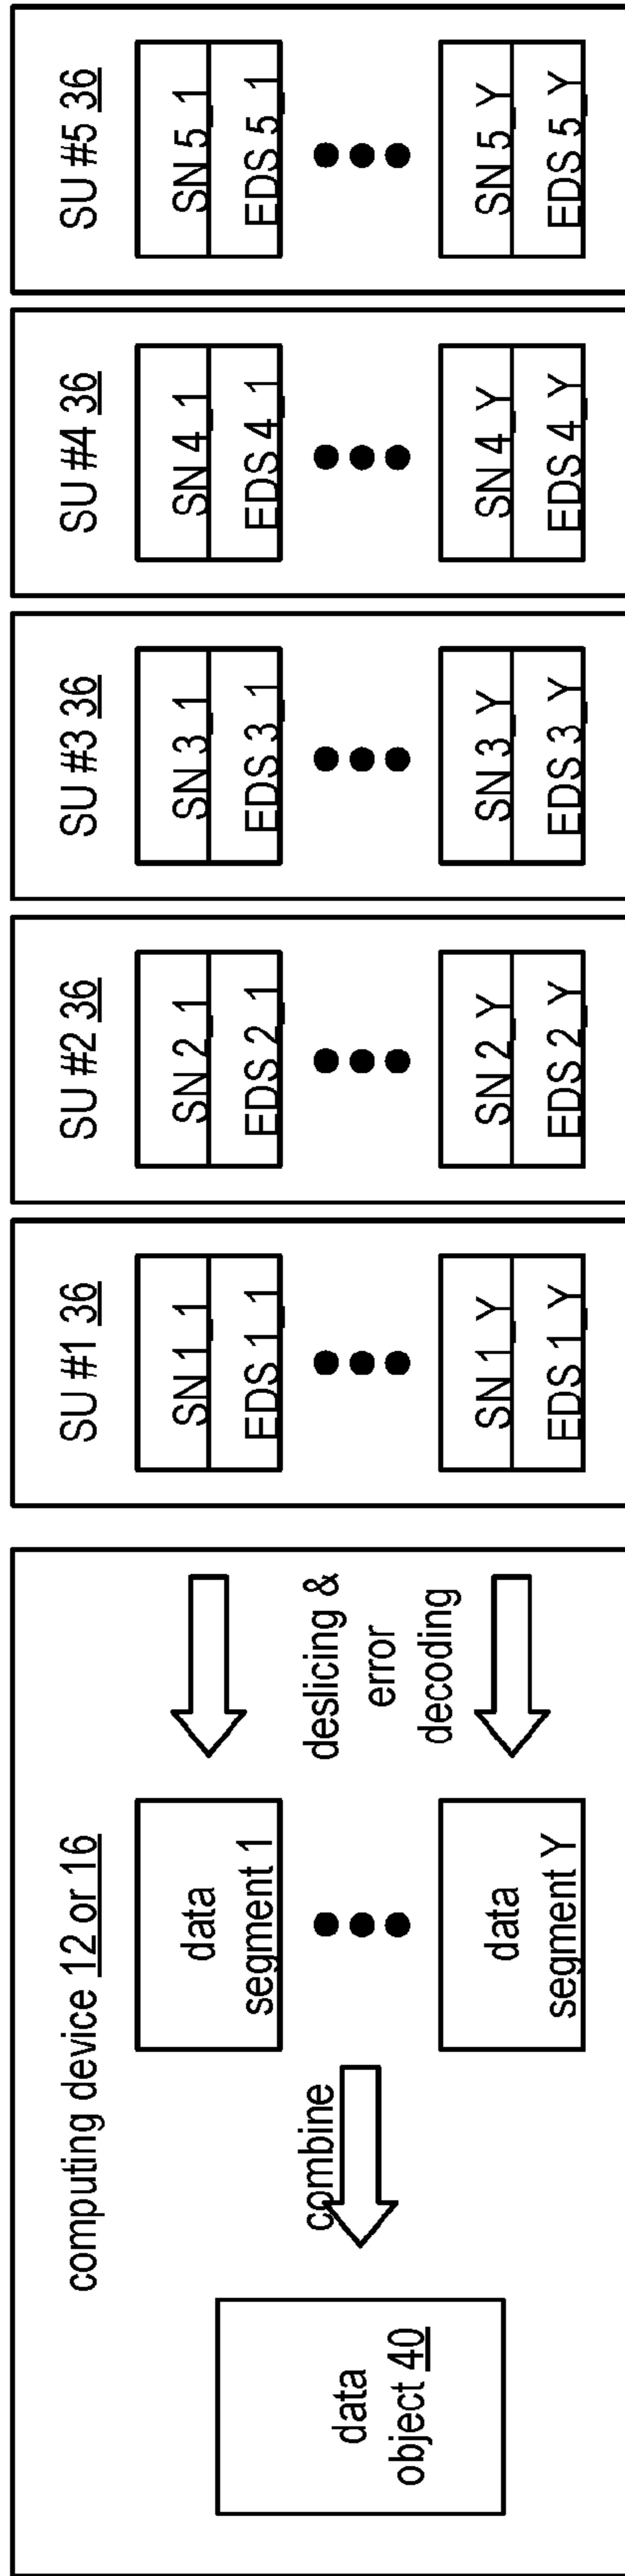 computing device 12 or 16
data
object 40
combine
data
segment 1
data
segment Y
deslicing &
error
decoding
SU #1 36
SN 1_1
EDS 1_1
SN 1_Y
EDS 1_Y
SU #2 36
SN 2_1
EDS 2_1
SN 2_Y
EDS 2_Y
SU #3 36
SN 3_1
EDS 3_1
SN 3_Y
EDS 3_Y
SU #4 36
SN 4_1
EDS 4_1
SN 4_Y
EDS 4_Y
SU #5 36
SN 5_1
EDS 5_1
SN 5_Y
EDS 5_Y